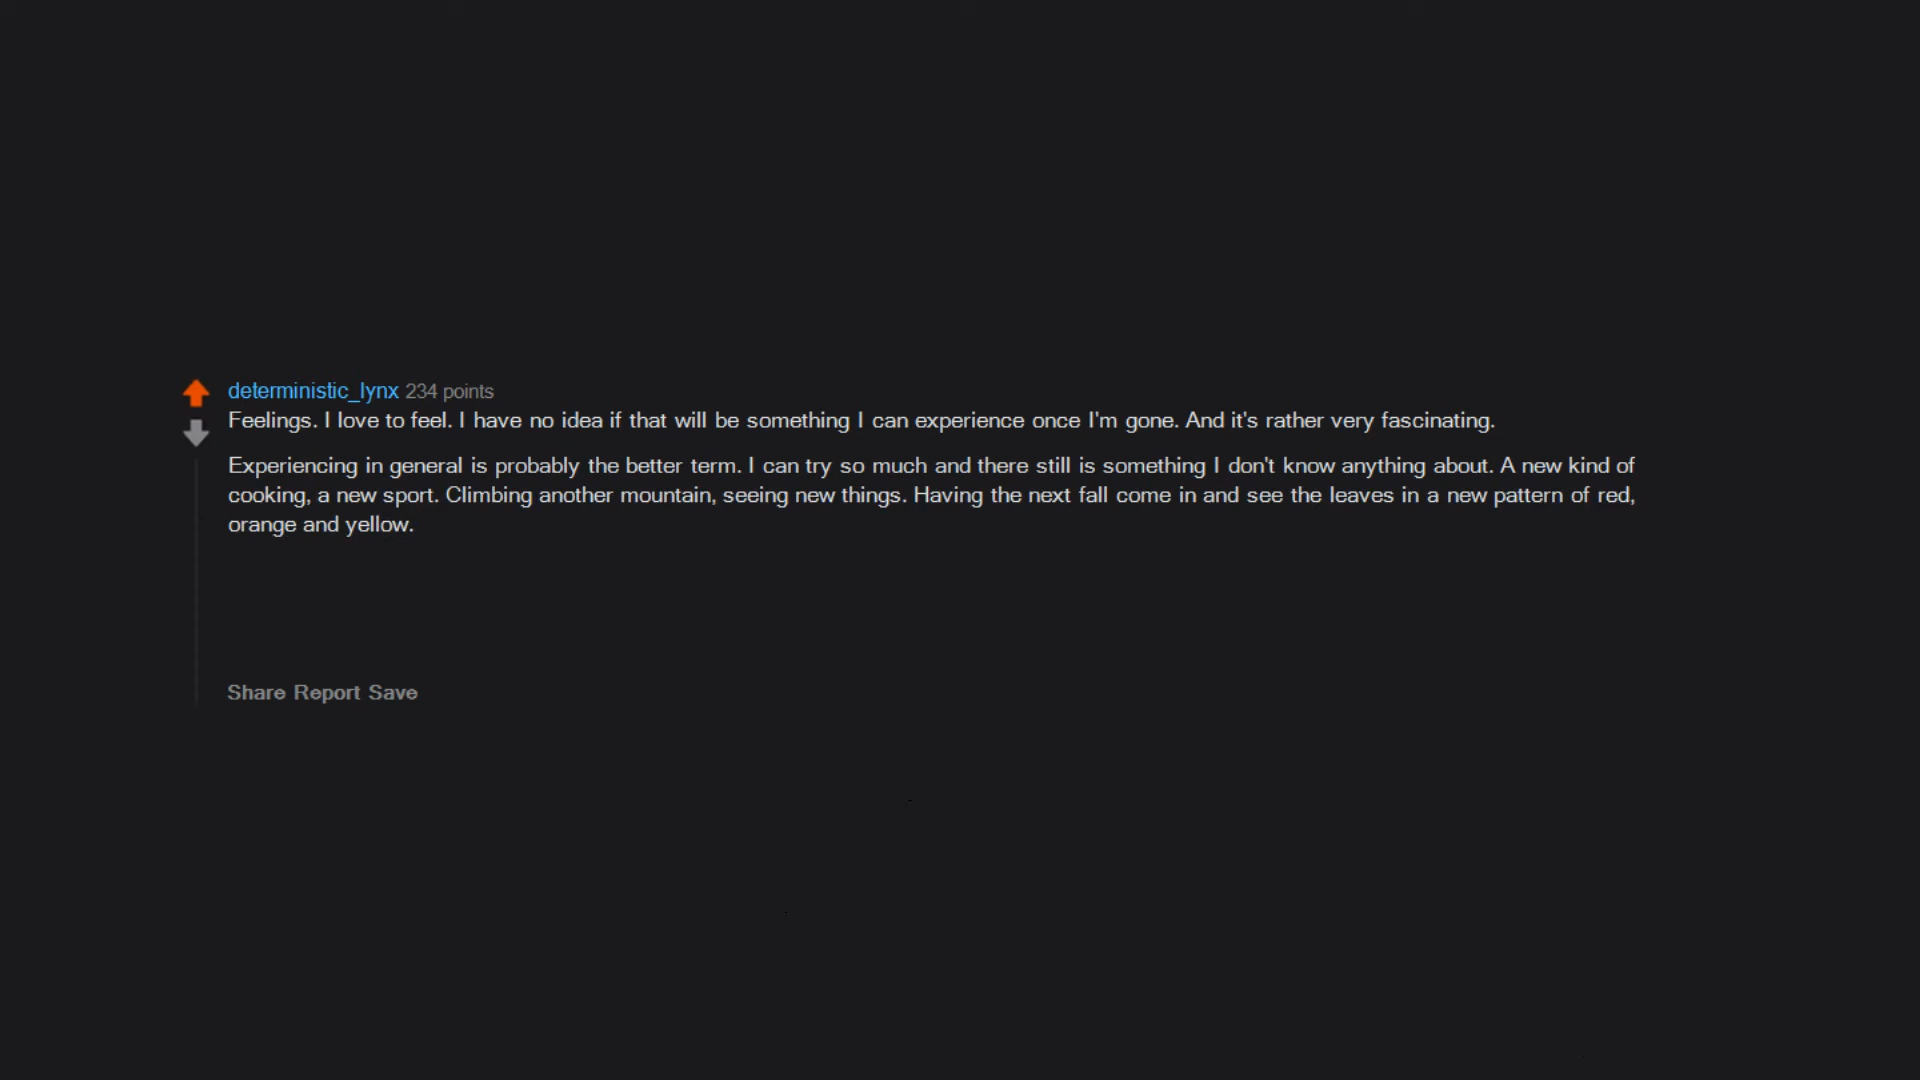 deterministic_lynx 234 points
Feelings. I love to feel. I have no idea if that will be something I can experience once I'm gone. And it's rather very fascinating.
Experiencing in general is probably the better term. I can try so much and there still is something I don't know anything about. A new kind of
cooking, a new sport. Climbing another mountain, seeing new things. Having the next fall come in and see the leaves in a new pattern of red,
orange and yellow.
Share Report Save